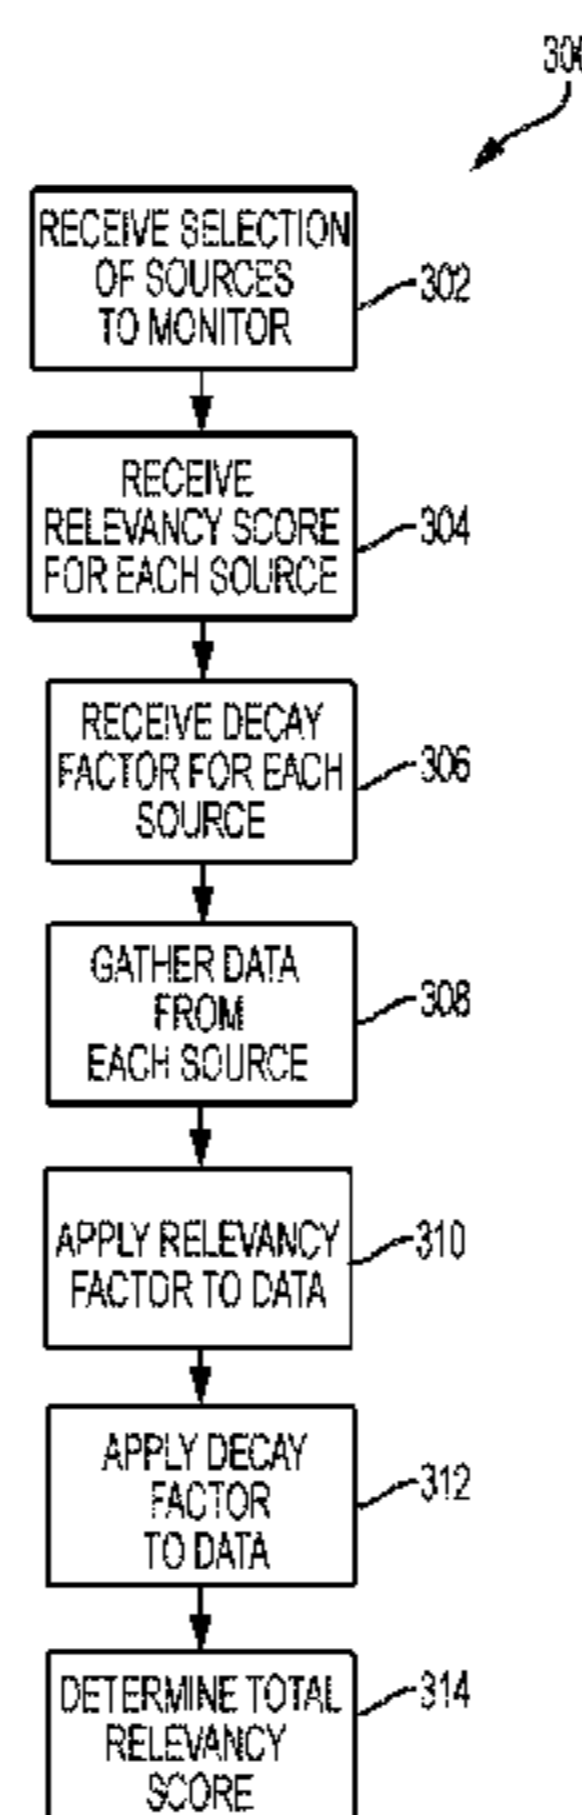 300
RECEIVE SELECTION
OF SOURCES
TO MONITOR
302
RECEIVE
RELEVANCY SCORE
FOR EACH SOURCE
304
RECEIVE DECAY
FACTOR FOR EACH
SOURCE
306
GATHER DATA
FROM
EACH SOURCE
308
APPLY RELEVANCY
FACTOR TO DATA
310
APPLY DECAY
FACTOR
TO DATA
312
DETERMINE TOTAL
RELEVANCY
SCORE
314